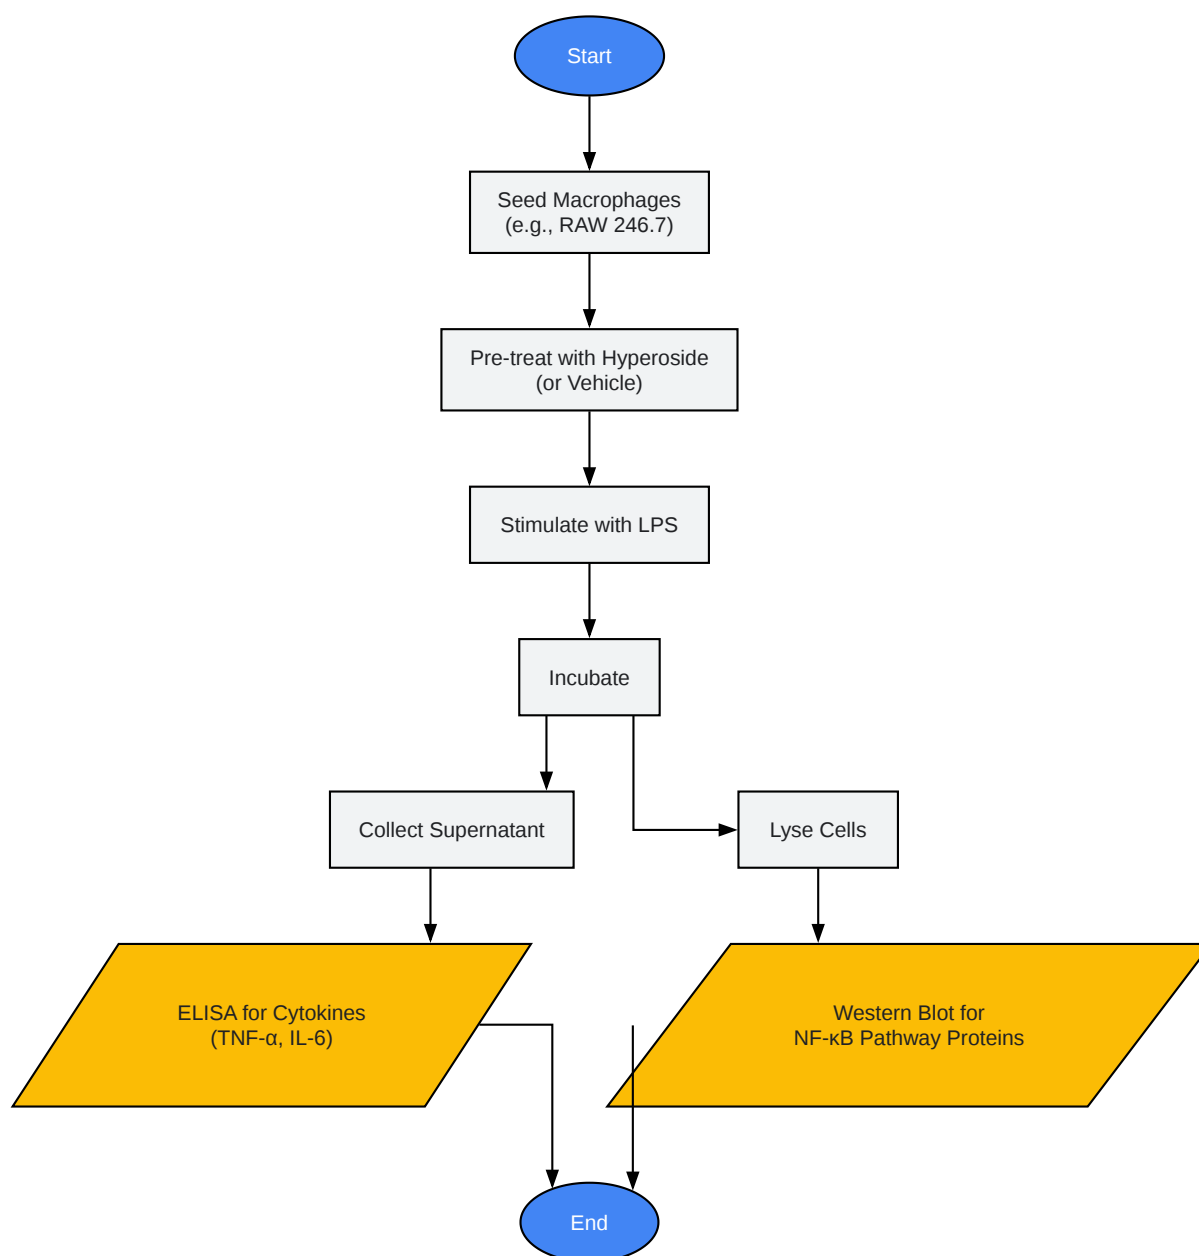 Start
Seed Macrophages
(e.g., RAW 246.7)
Pre-treat with Hyperoside
(or Vehicle)
Stimulate with LPS
Incubate
Collect Supernatant
Lyse Cells
ELISA for Cytokines
(TNF-α, IL-6)
Western Blot for
NF-κB Pathway Proteins
End